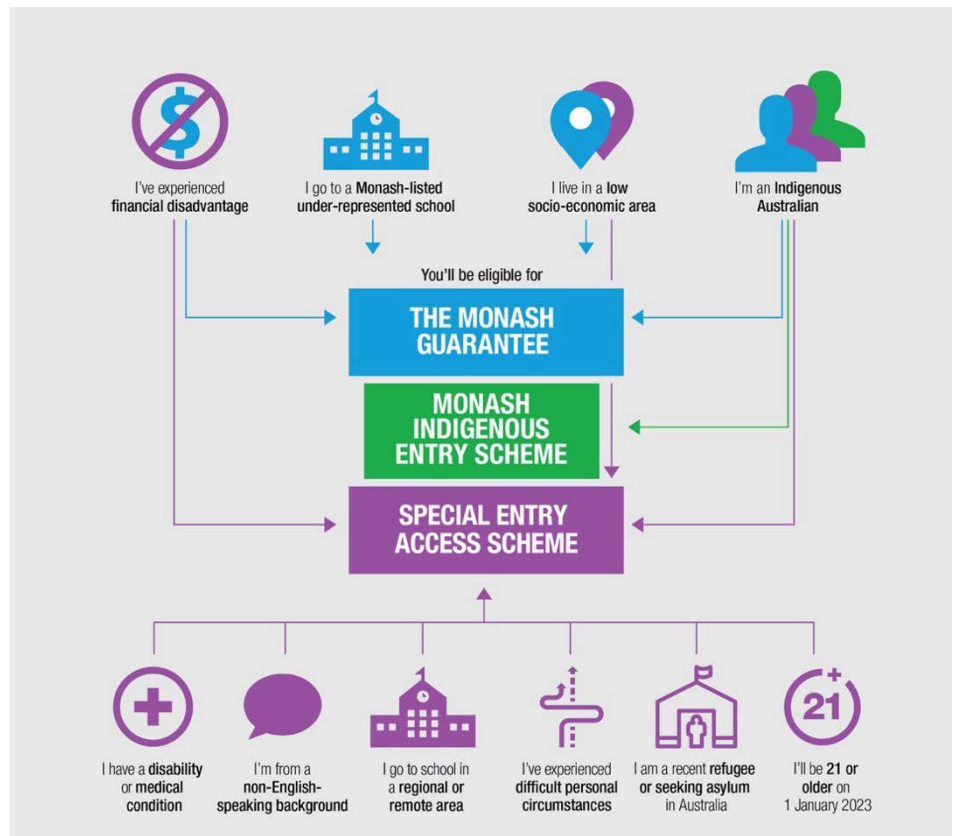 $
I've experienced
financial disadvantage
I go to a Monash-listed
under-represented school
I live in a low
socio-economic area
I'm an Indigenous
Australian
You'll be eligible for
THE MONASH
GUARANTEE
MONASH
INDIGENOUS
ENTRY SCHEME
SPECIAL ENTRY
ACCESS SCHEME
I have a disability
or medical
condition
I'm from a
non-English-
speaking background
I go to school in
a regional or
remote area
I've experienced
difficult personal
circumstances
I am a recent refugee
or seeking asylum
in Australia
21+
I'll be 21 or
older on
1 January 2023